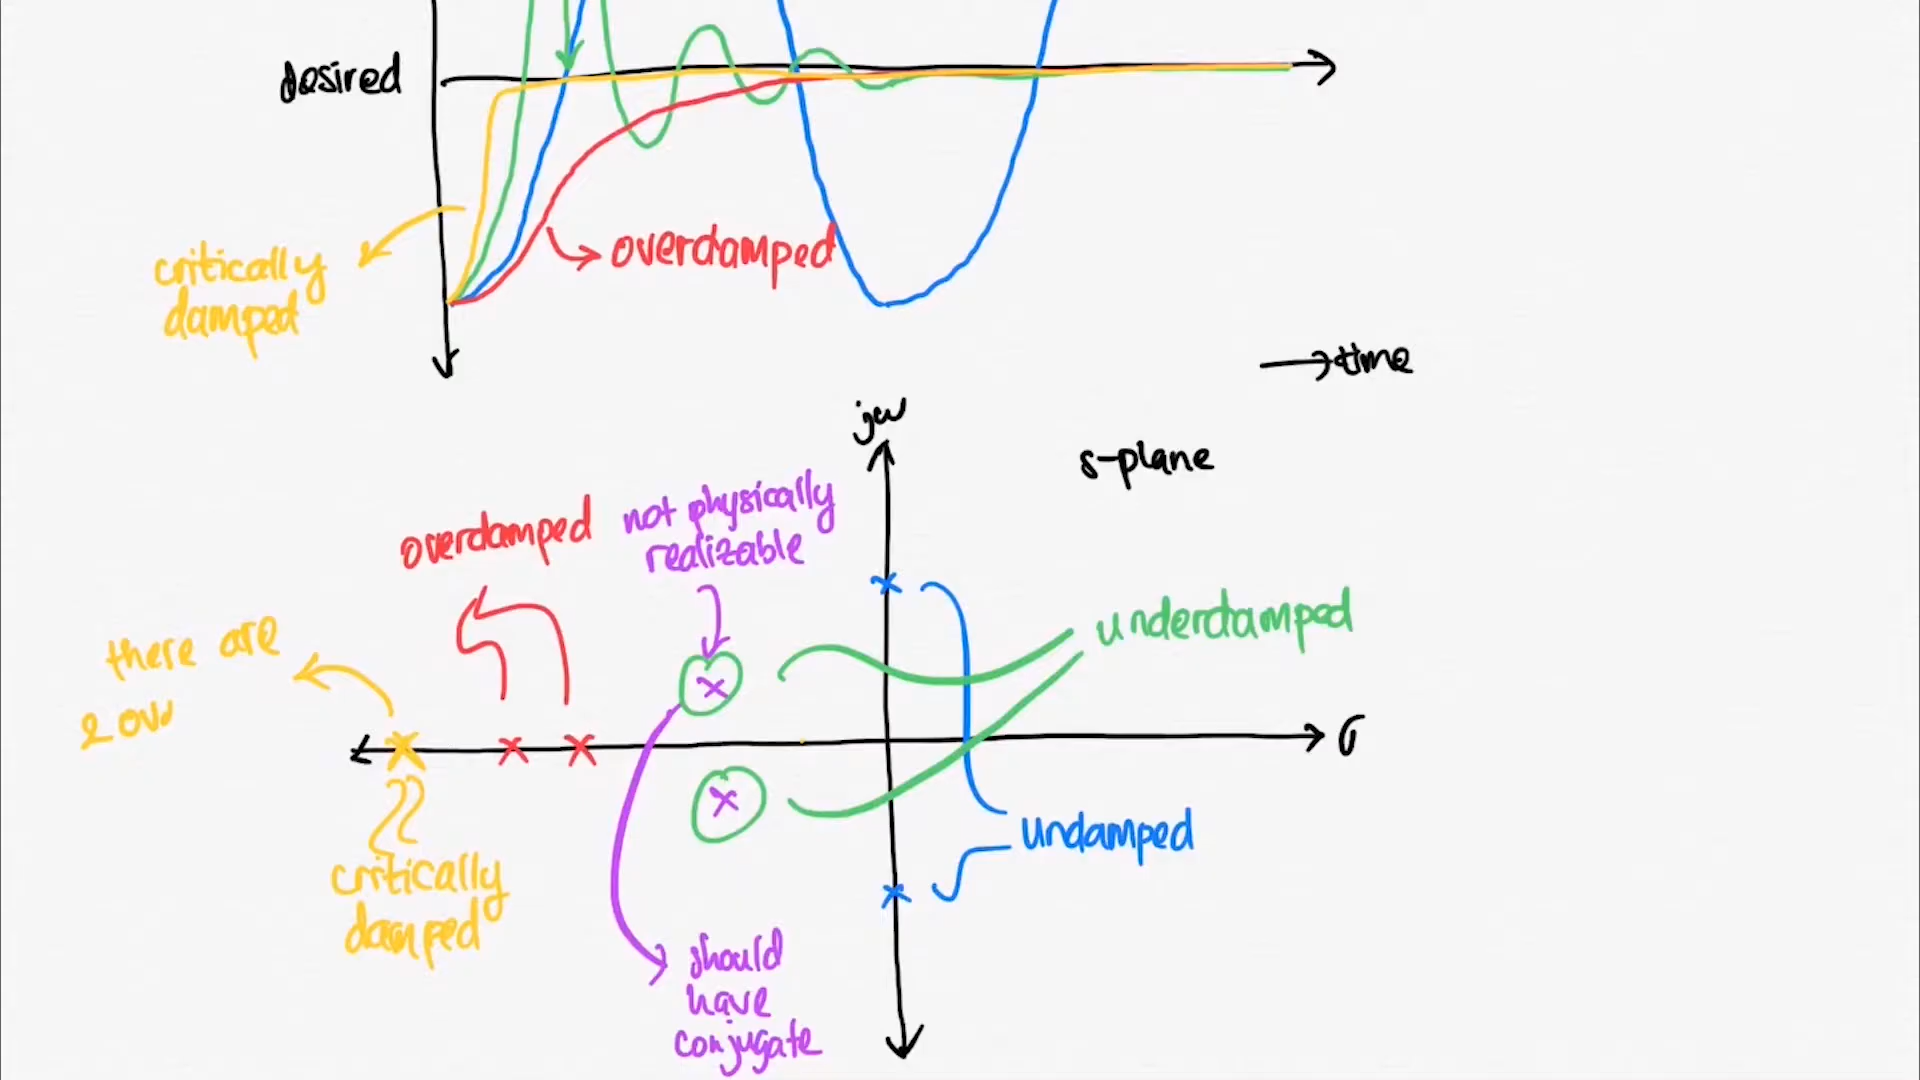 desired
critically
damped
overdamped
time
jω
s-plane
overdamped
not physically
realizable
there are
2 ove
underdamped
σ
undamped
critically
damped
should
have
conjugate